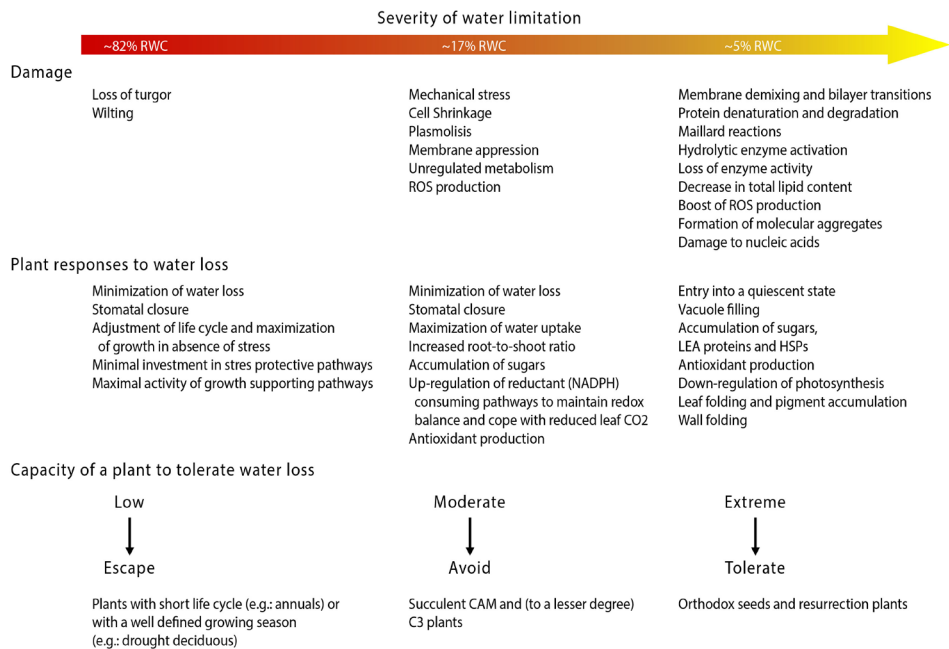 Severity of water limitation
~82% RWC
~17% RWC
~5% RWC
Damage
Loss of turgor
Wilting
Mechanical stress
Cell Shrinkage
Plasmolisis
Membrane appression
Unregulated metabolism
ROS production
Membrane demixing and bilayer transitions
Protein denaturation and degradation
Maillard reactions
Hydrolytic enzyme activation
Loss of enzyme activity
Decrease in total lipid content
Boost of ROS production
Formation of molecular aggregates
Damage to nucleic acids
Plant responses to water loss
Minimization of water loss
Stomatal closure
Adjustment of life cycle and maximization
of growth in absence of stress
Minimal investment in stres protective pathways
Maximal activity of growth supporting pathways
Minimization of water loss
Stomatal closure
Maximization of water uptake
Increased root-to-shoot ratio
Accumulation of sugars
Up-regulation of reductant (NADPH)
consuming pathways to maintain redox
balance and cope with reduced leaf CO2
Antioxidant production
Entry into a quiescent state
Vacuole filling
Accumulation of sugars,
LEA proteins and HSPs
Antioxidant production
Down-regulation of photosynthesis
Leaf folding and pigment accumulation
Wall folding
Capacity of a plant to tolerate water loss
Low
Escape
Plants with short life cycle (e.g.: annuals) or
with a well defined growing season
(e.g.: drought deciduous)
Moderate
Avoid
Succulent CAM and (to a lesser degree)
C3 plants
Extreme
Tolerate
Orthodox seeds and resurrection plants